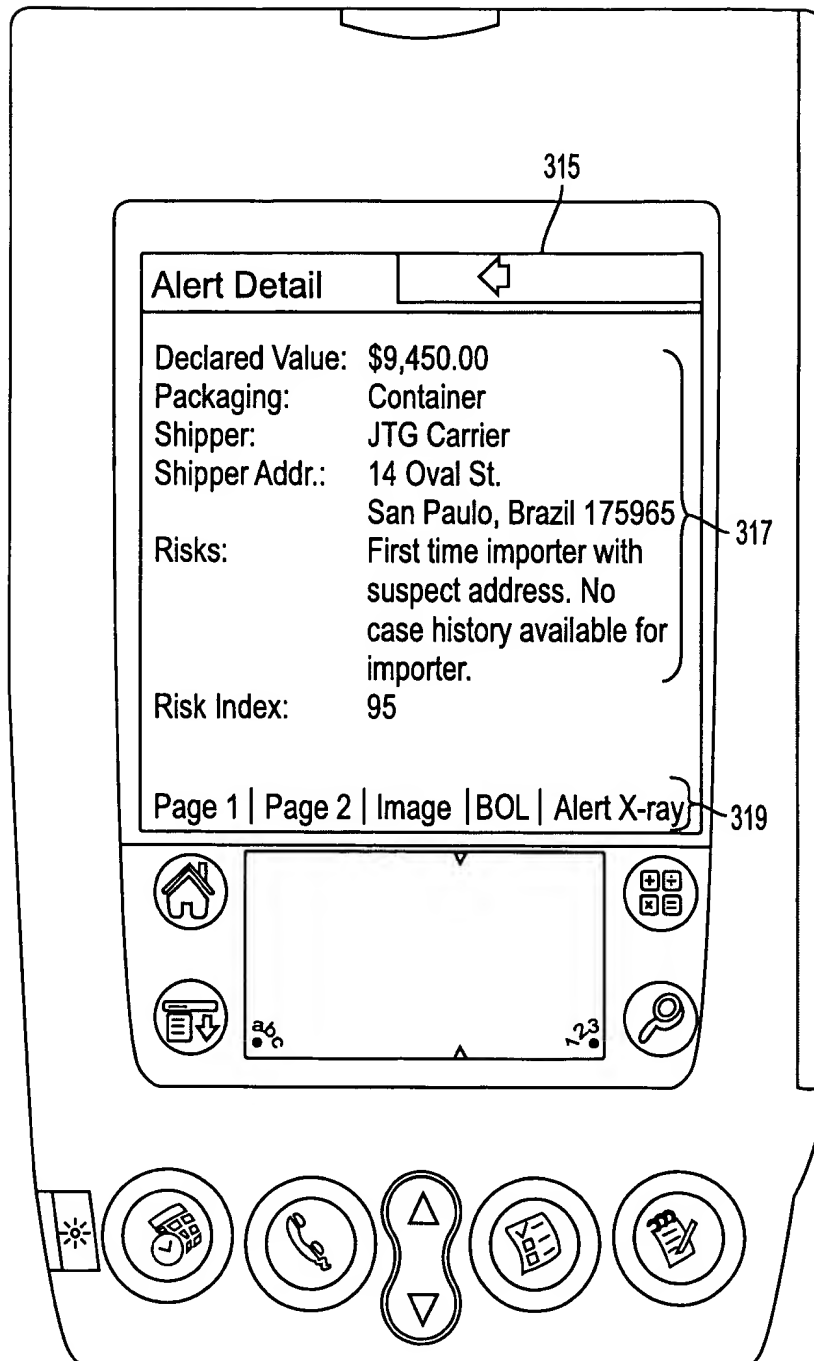 315
Alert Detail
Declared Value: $9,450.00
Packaging: Container
Shipper: JTG Carrier
Shipper Addr.: 14 Oval St.
San Paulo, Brazil 175965
317
Risks: First time importer with
suspect address. No
case history available for
importer.
Risk Index: 95
Page 1 | Page 2 | Image | BOL | Alert X-ray
319
abc
123